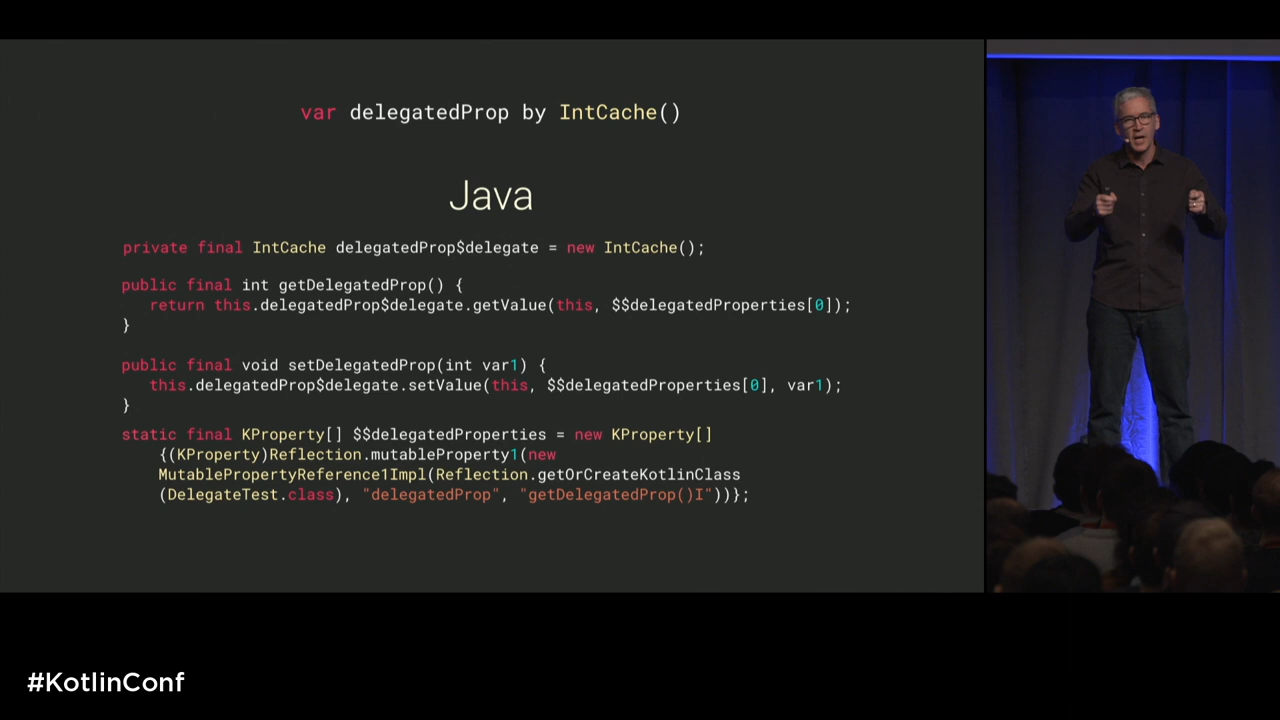 var delegatedProp by IntCache()
Java
private final IntCache delegatedProp$delegate = new IntCache();
public final int getDelegatedProp() {
return this.delegatedProp$delegate.getValue(this, $$delegatedProperties[0]);
}
public final void setDelegatedProp(int var1) {
this.delegatedProp$delegate.setValue(this, $$delegatedProperties[0], var1);
}
static final KProperty[] $$delegatedProperties = new KProperty[]
{(KProperty)Reflection.mutableProperty1(new
MutablePropertyReference1Impl(Reflection.getOrCreateKotlinClass
(DelegateTest.class), "delegatedProp", "getDelegatedProp()I"))};
#KotlinConf